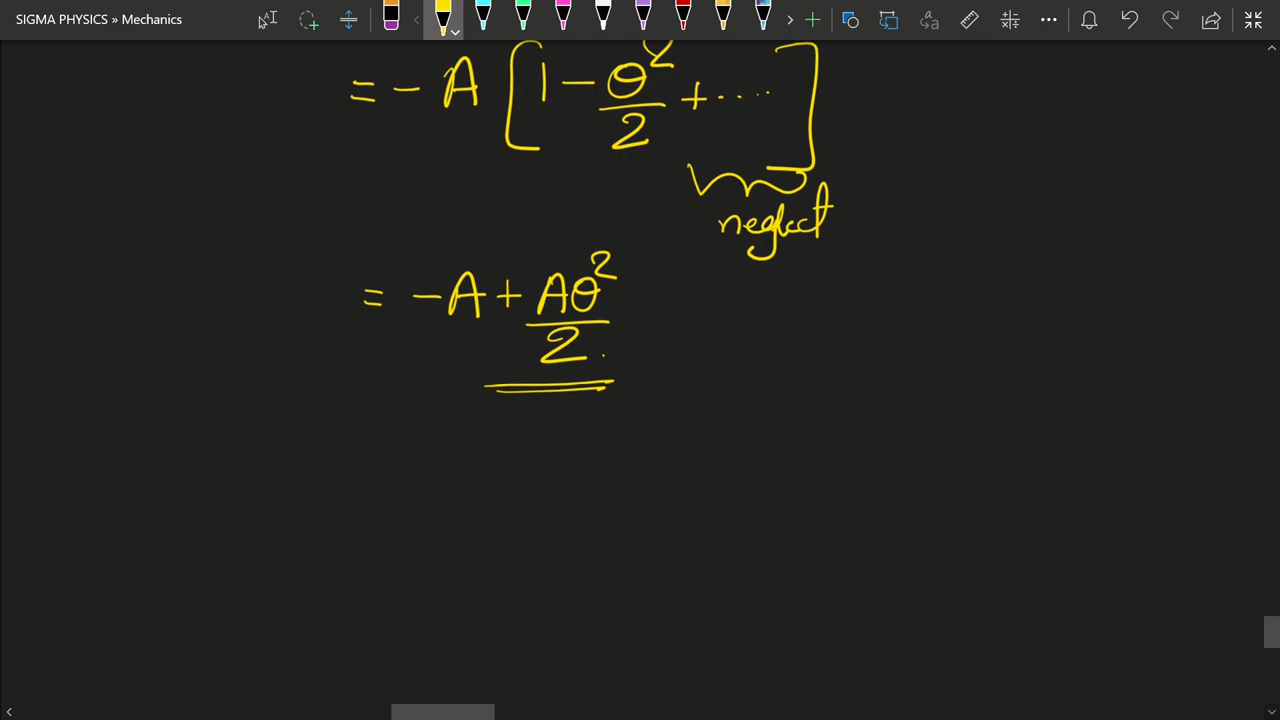 SIGMA PHYSICS » Mechanics
= - A [1 - θ²/2 + ....]
neglect
= -A + Aθ²/2